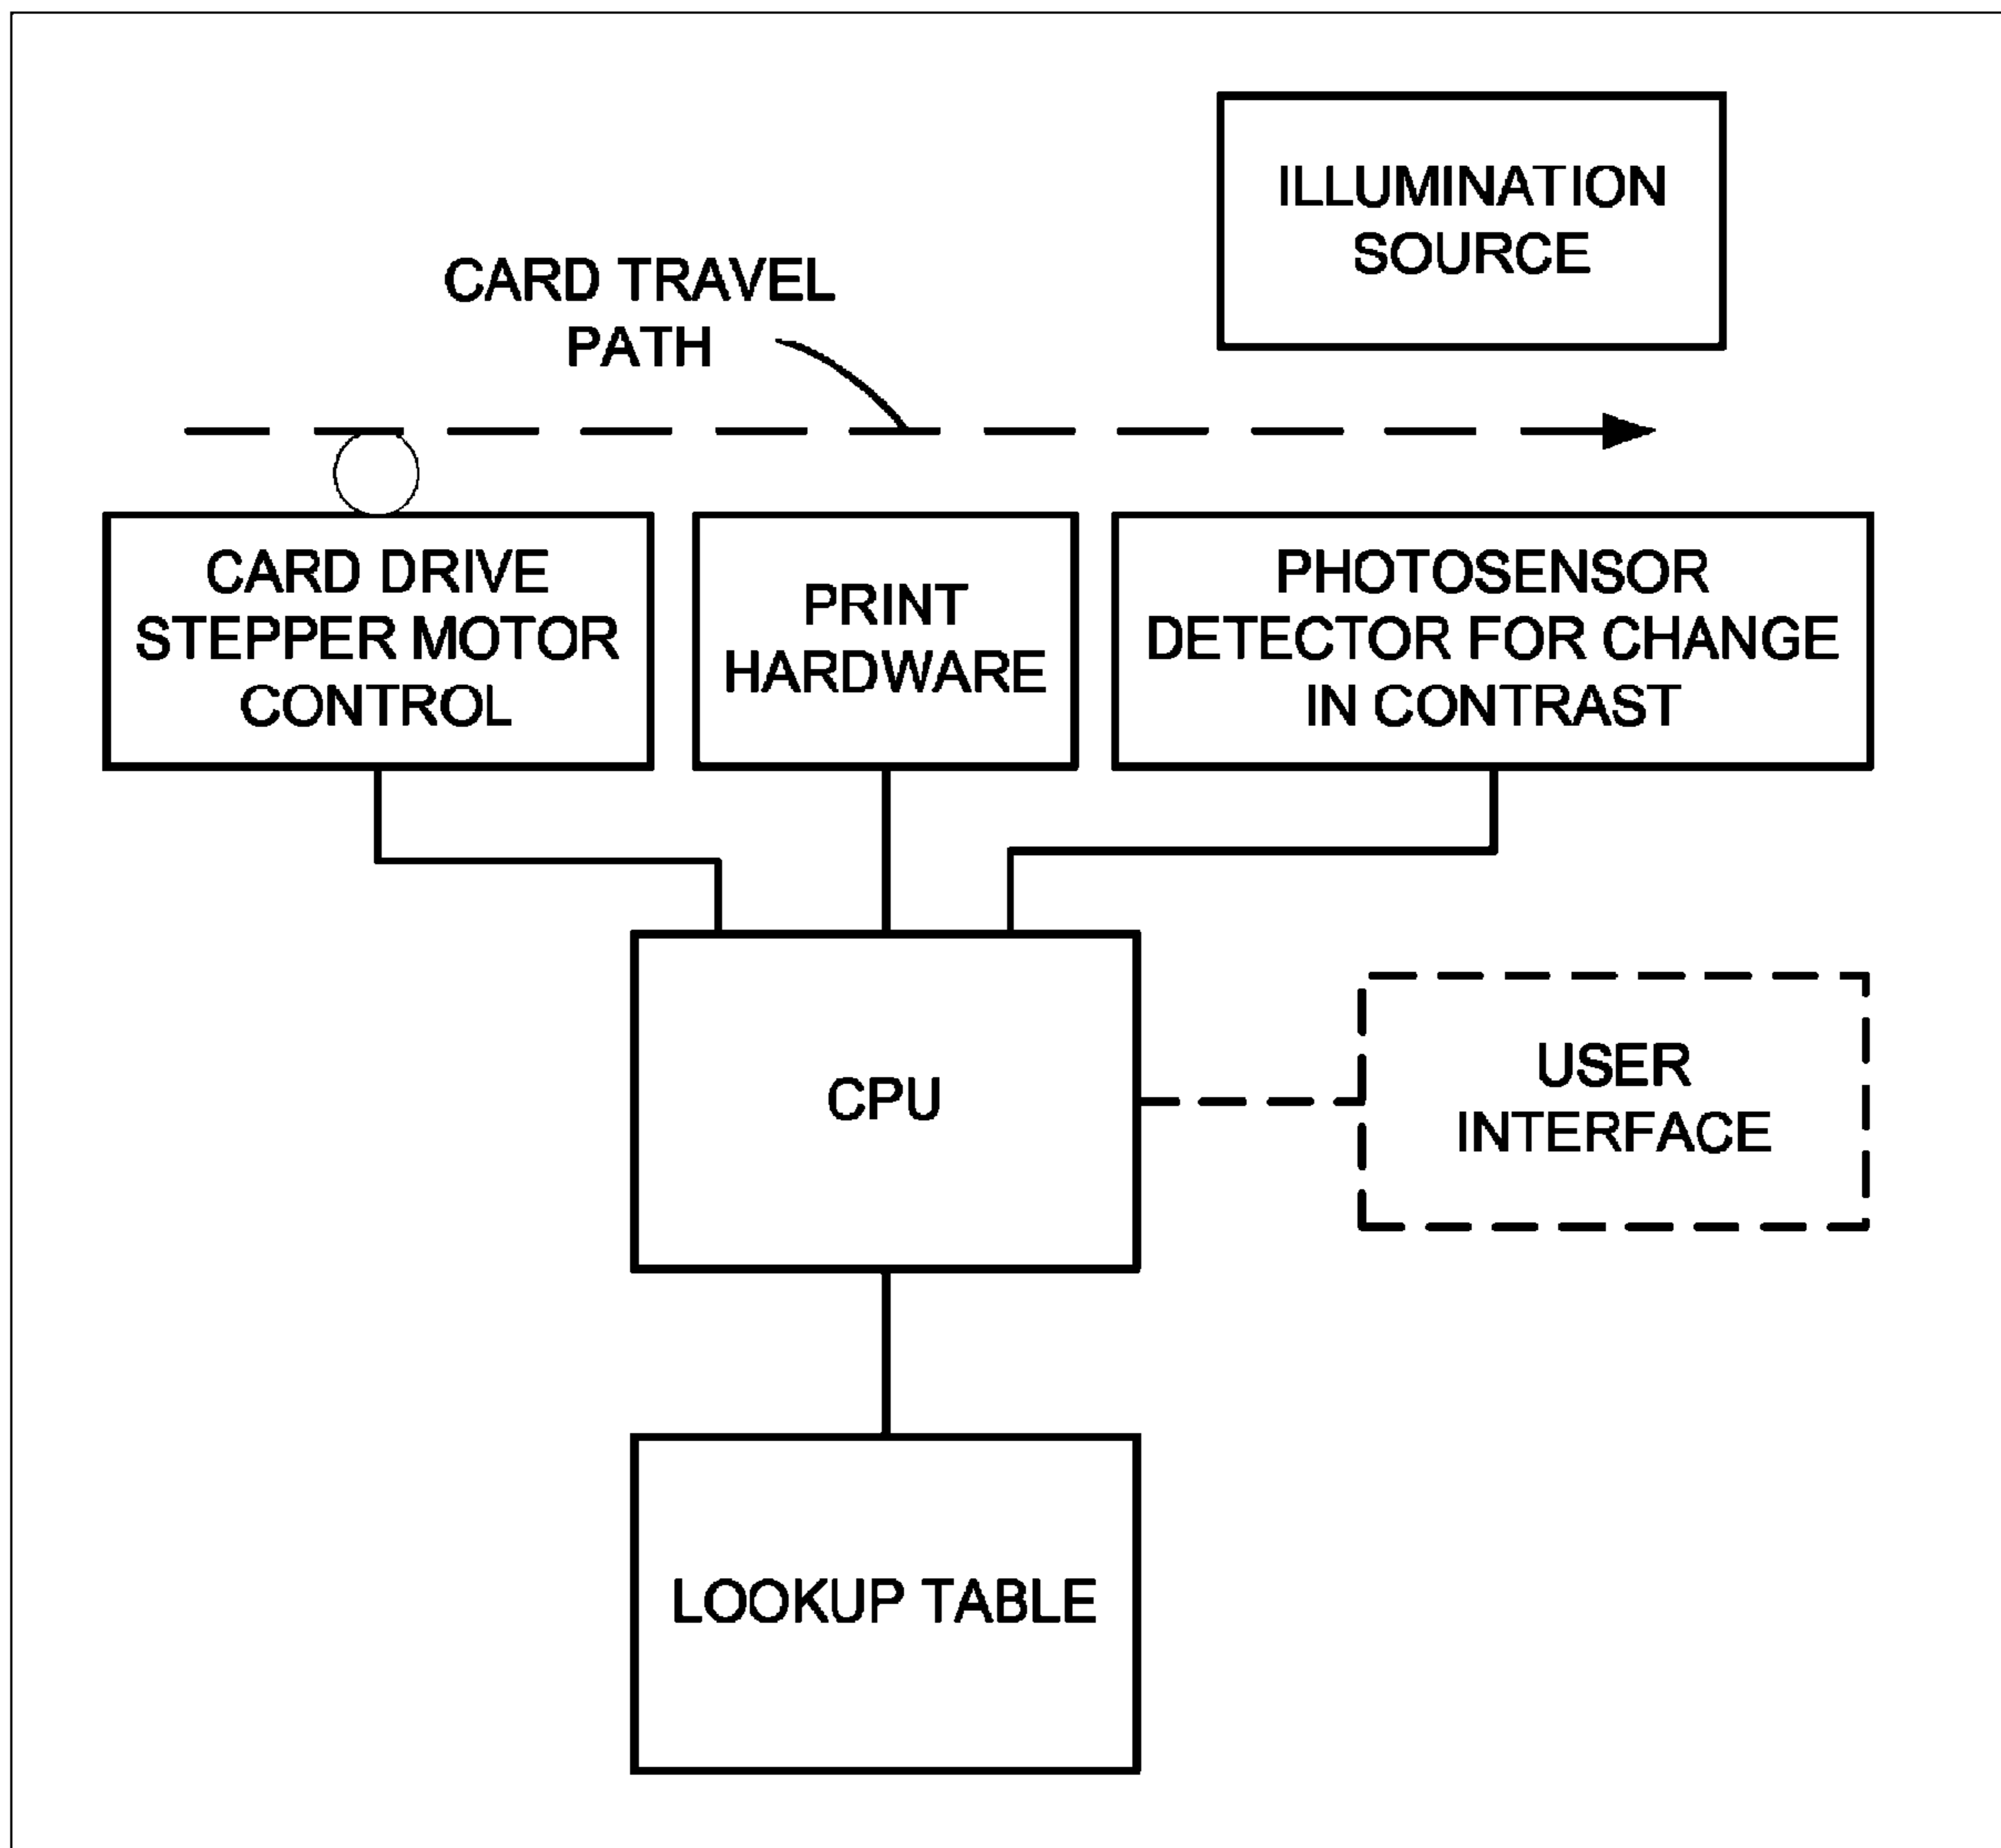 ILLUMINATION
SOURCE
CARD TRAVEL
PATH
CARD DRIVE
STEPPER MOTOR
CONTROL
PRINT
HARDWARE
PHOTOSENSOR
DETECTOR FOR CHANGE
IN CONTRAST
CPU
USER
INTERFACE
LOOKUP TABLE